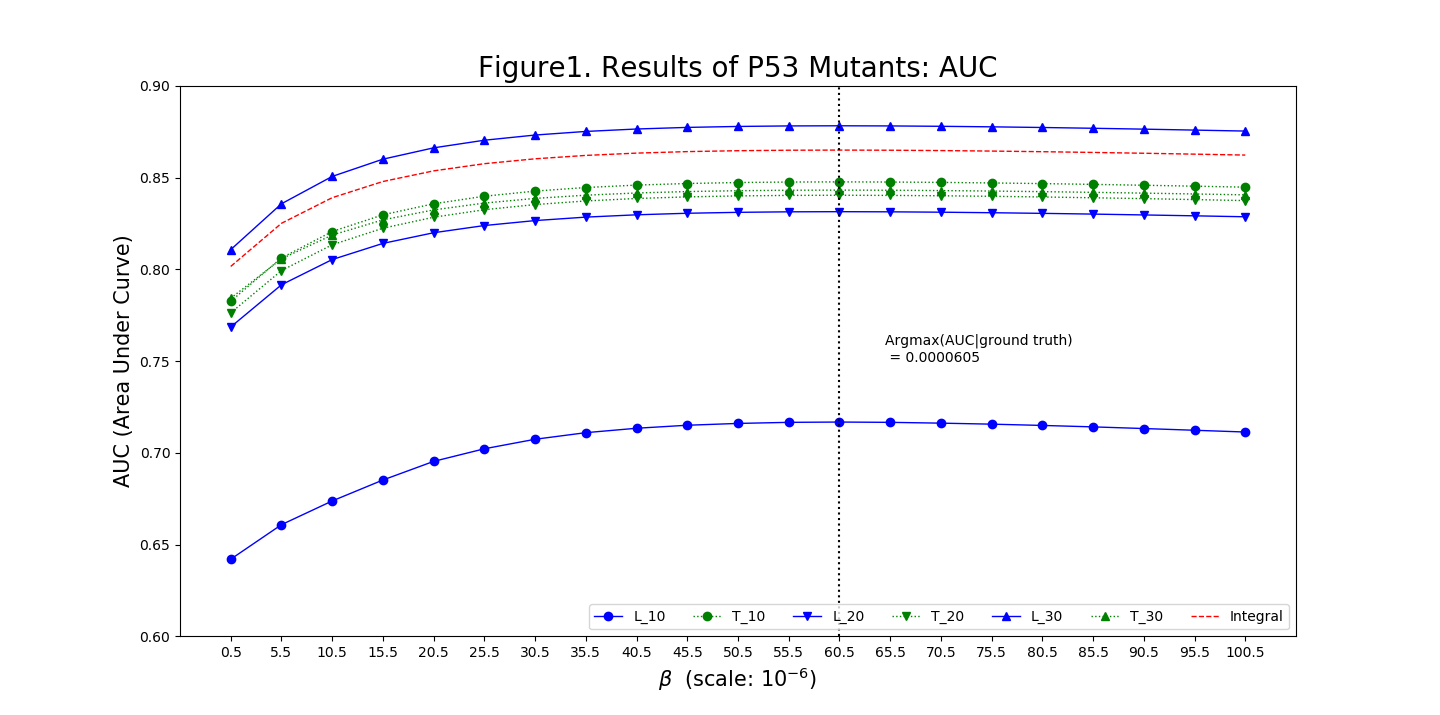 Figure1. Results of P53 Mutants: AUC
0.90
0.85
0.80
0.75
0.70
0.65
0.60
AUC (Area Under Curve)
Argmax(AUC|ground truth)
= 0.0000605
L_10 T_10 L_20 T_20 L_30 T_30 Integral
0.5 5.5 10.5 15.5 20.5 25.5 30.5 35.5 40.5 45.5 50.5 55.5 60.5 65.5 70.5 75.5 80.5 85.5 90.5 95.5 100.5
β (scale: 10⁻⁶)